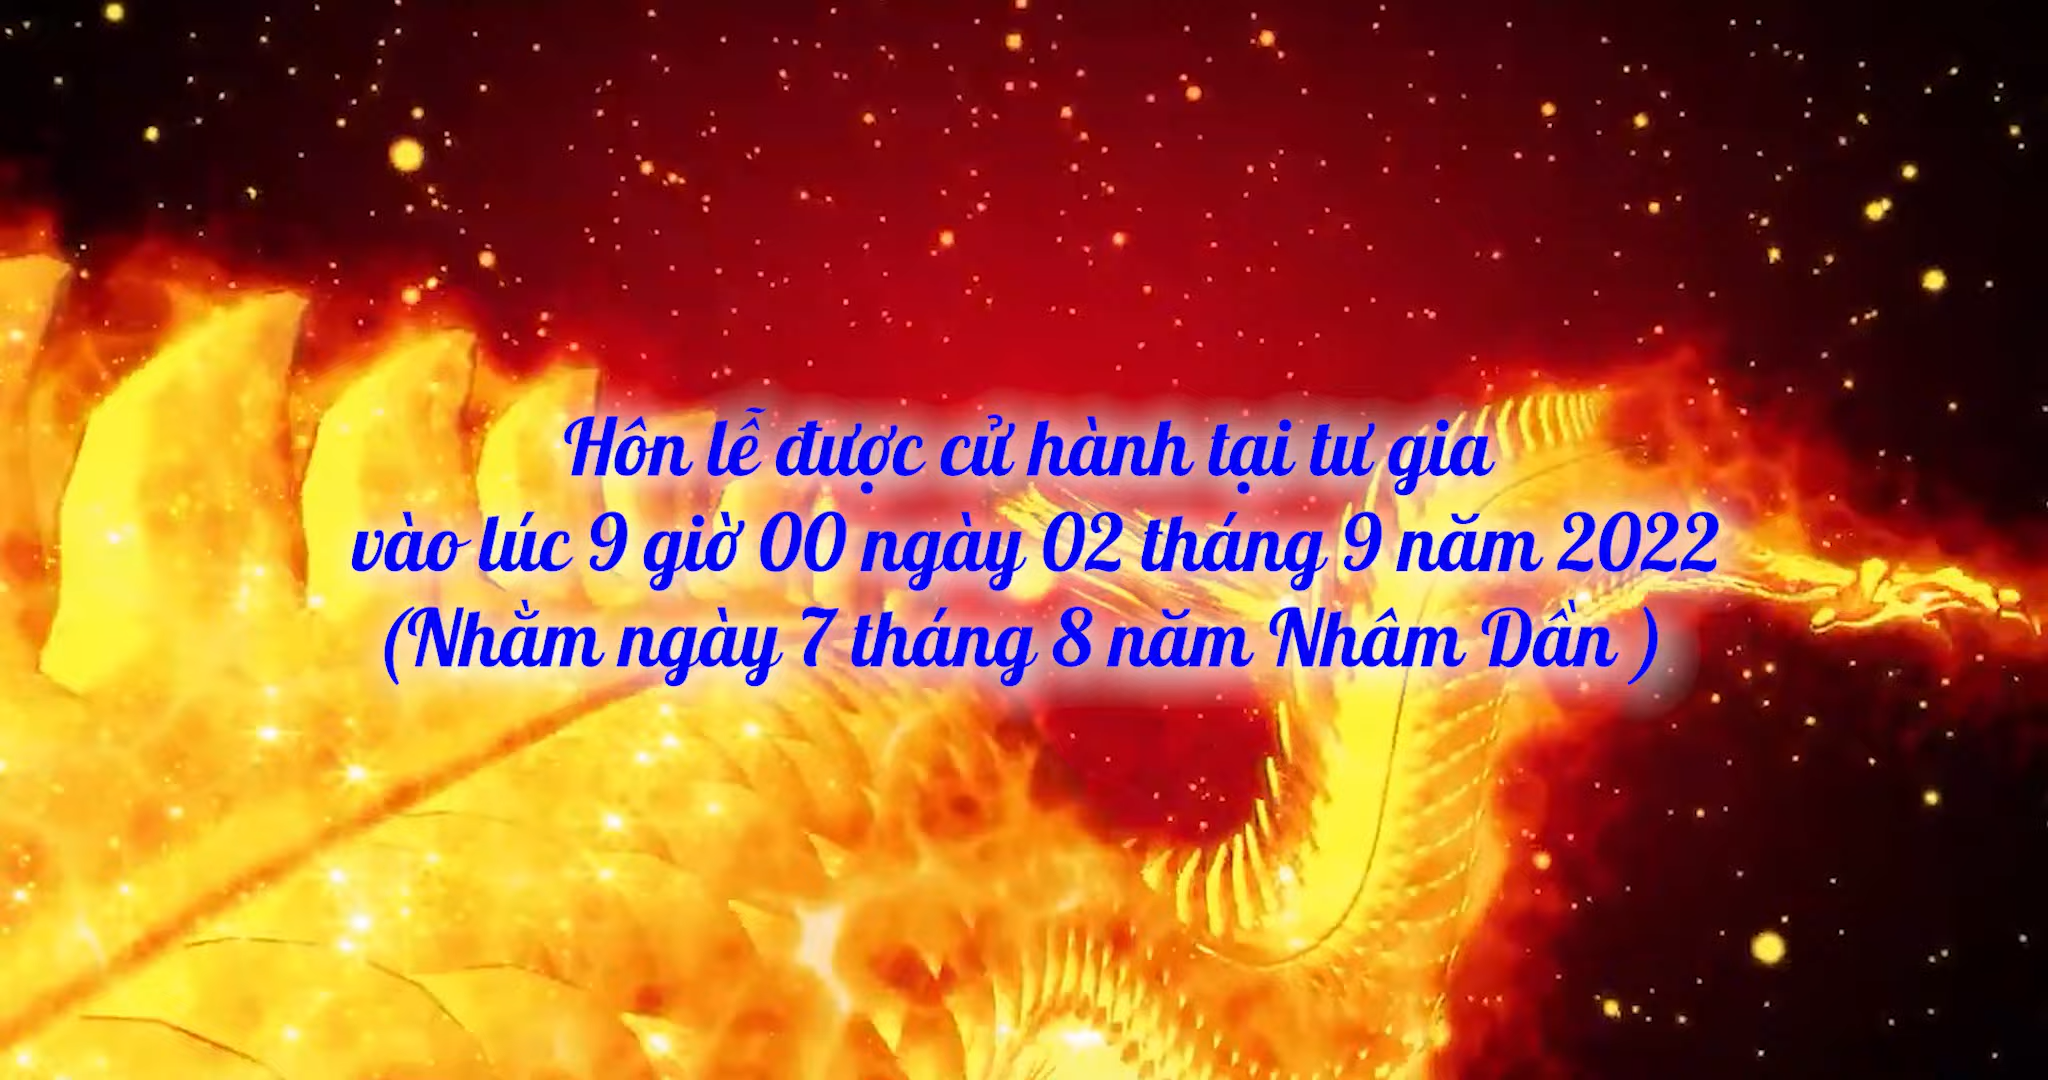 Hôn lễ được cử hành tại tư gia
vào lúc 9 giờ 00 ngày 02 tháng 9 năm 2022
(Nhằm ngày 7 tháng 8 năm Nhâm Dần )